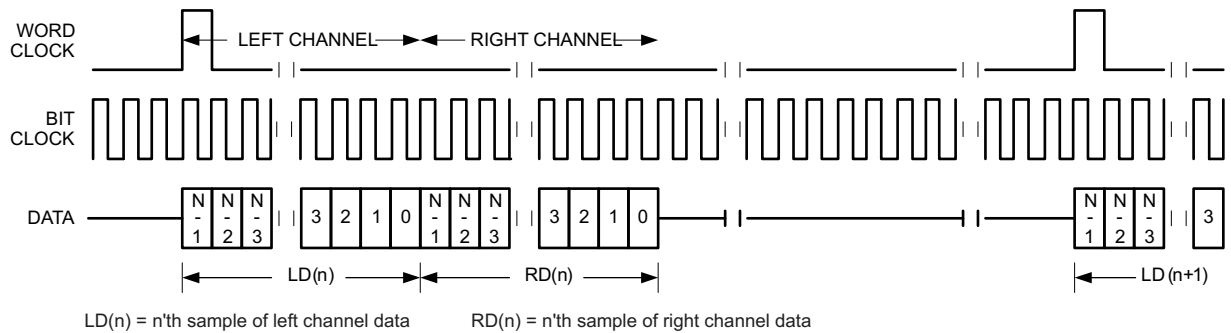 WORD
CLOCK
LEFT CHANNEL
RIGHT CHANNEL
BIT
CLOCK
DATA
N
-
1
N
-
2
N
-
3
3 2 1 0
N
-
1
N
-
2
N
-
3
3 2 1 0
N
-
1
N
-
2
N
-
3
3
LD(n)
RD(n)
LD (n+1)
LD(n) = n'th sample of left channel data
RD(n) = n'th sample of right channel data